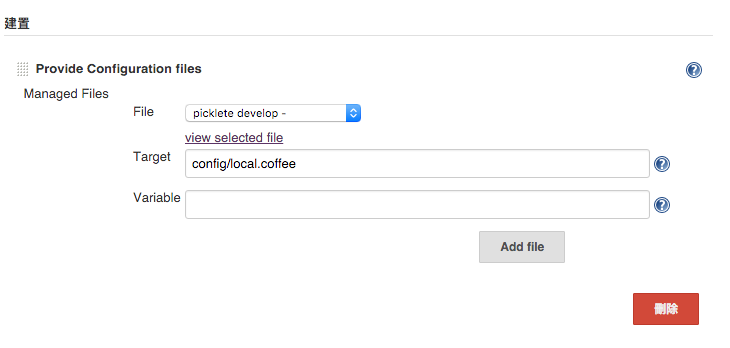 建置
Provide Configuration files
Managed Files
File
picklete develop -
view selected file
Target
config/local.coffee
Variable
Add file
刪除